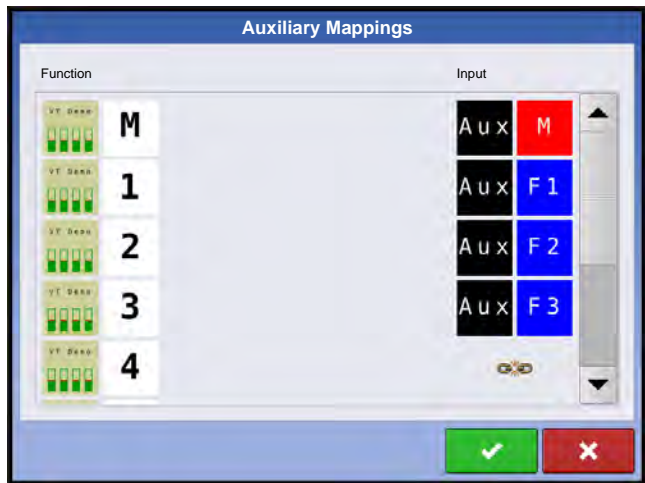 Auxiliary Mappings
Function Input
VT Demo M Aux M
VT Demo 1 Aux F1
VT Demo 2 Aux F2
VT Demo 3 Aux F3
VT Demo 4